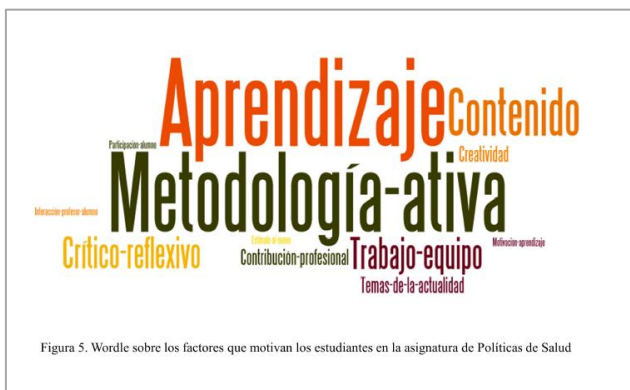 Aprendizaje
Contenido
Participación-alumno
Creatividad
Metodología-ativa
Interacción-profesor-alumno
Crítico-reflexivo
Contribución-profesional
Trabajo-equipo
Motivación-aprendizaje
Temas-de-la-actualidad
Figura 5. Wordle sobre los factores que motivan los estudiantes en la asignatura de Políticas de Salud